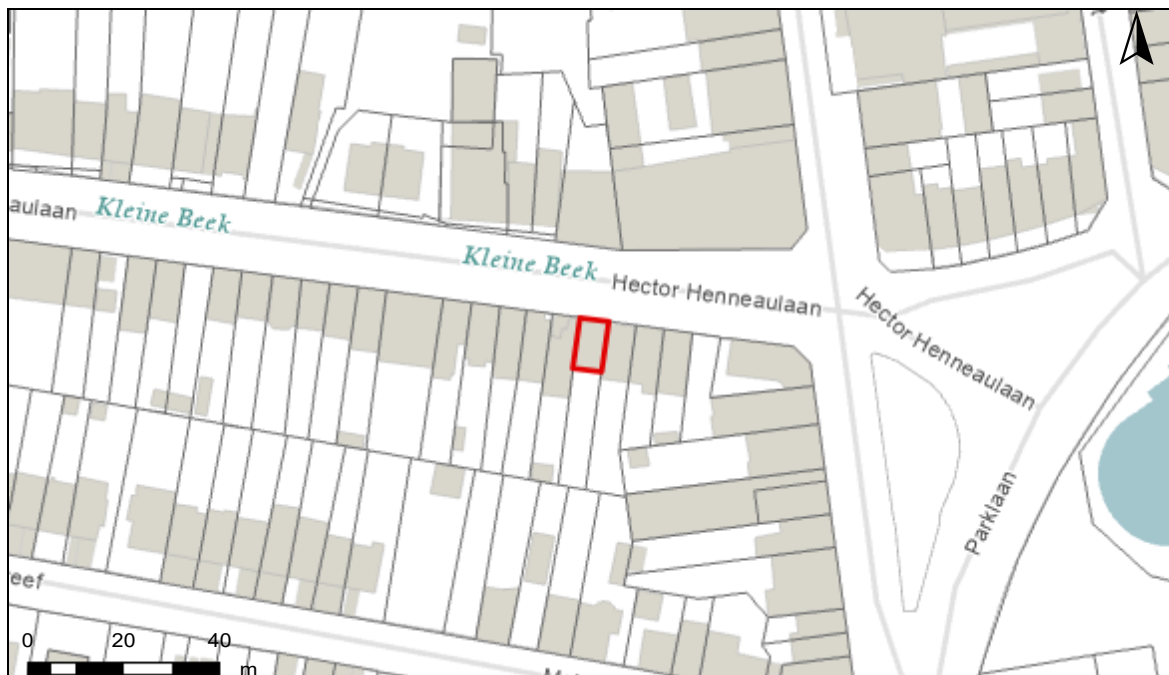 aulaan
Kleine Beek
Kleine Beek
Hector Henneaulaan
Hector Henneaulaan
Parklaan
eef
0 20 40
m